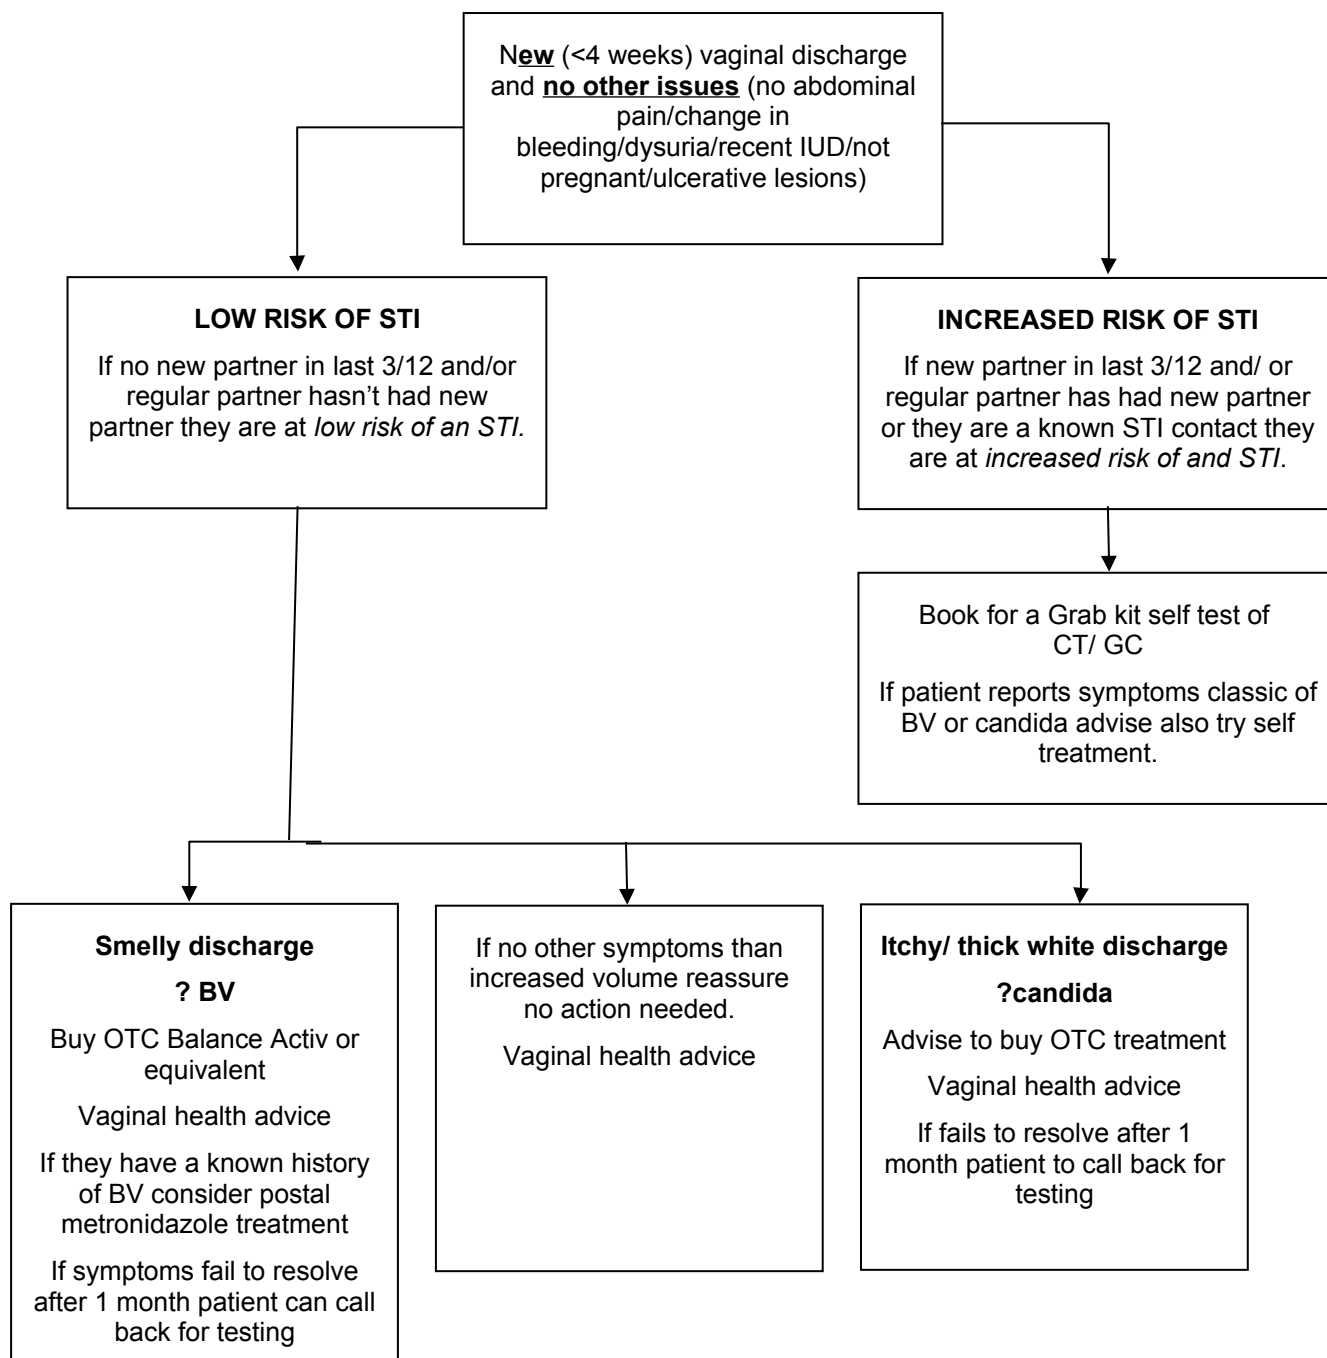 New (<4 weeks) vaginal discharge
and no other issues (no abdominal
pain/change in
bleeding/dysuria/recent IUD/not
pregnant/ulcerative lesions)
LOW RISK OF STI
If no new partner in last 3/12 and/or
regular partner hasn’t had new
partner they are at low risk of an STI.
INCREASED RISK OF STI
If new partner in last 3/12 and/ or
regular partner has had new partner
or they are a known STI contact they
are at increased risk of and STI.
Book for a Grab kit self test of
CT/ GC
If patient reports symptoms classic of
BV or candida advise also try self
treatment.
Smelly discharge
? BV
Buy OTC Balance Activ or
equivalent
Vaginal health advice
If they have a known history
of BV consider postal
metronidazole treatment
If symptoms fail to resolve
after 1 month patient can call
back for testing
If no other symptoms than
increased volume reassure
no action needed.
Vaginal health advice
Itchy/ thick white discharge
?candida
Advise to buy OTC treatment
Vaginal health advice
If fails to resolve after 1
month patient to call back for
testing